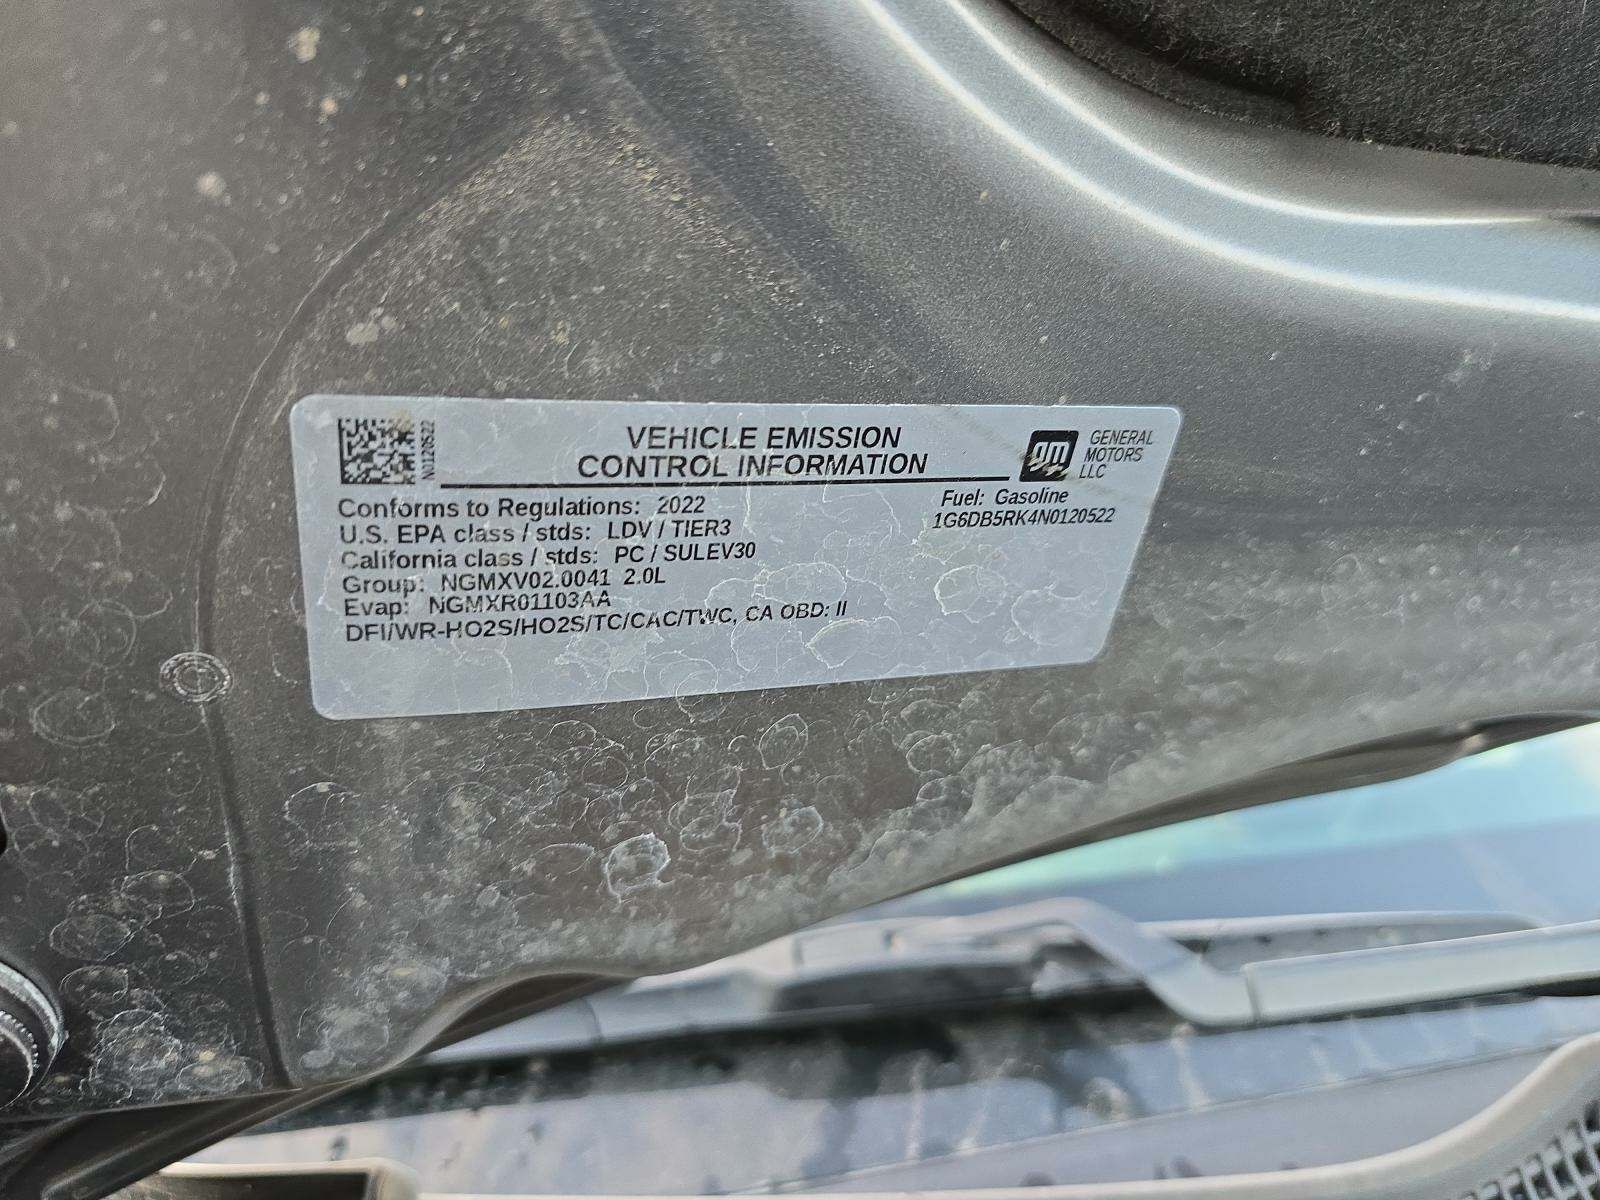 N0120522
VEHICLE EMISSION
CONTROL INFORMATION
gm
GENERAL
MOTORS
LLC
Conforms to Regulations: 2022
Fuel: Gasoline
U.S. EPA class / stds: LDV / TIER3
1G6DB5RK4N0120522
California class / stds: PC / SULEV30
Group: NGMXV02.0041 2.0L
Evap: NGMXR01103AA
DFI/WR-HO2S/HO2S/TC/CAC/TWC, CA OBD: II